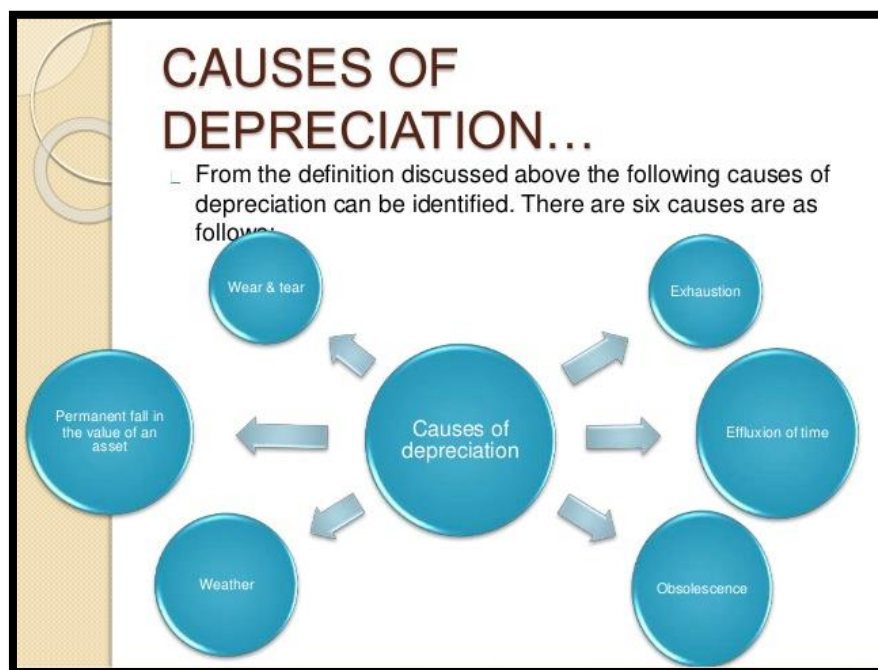 CAUSES OF
DEPRECIATION…
From the definition discussed above the following causes of
depreciation can be identified. There are six causes are as
follows:
Wear & tear
Exhaustion
Permanent fall in
the value of an
asset
Causes of
depreciation
Effluxion of time
Weather
Obsolescence